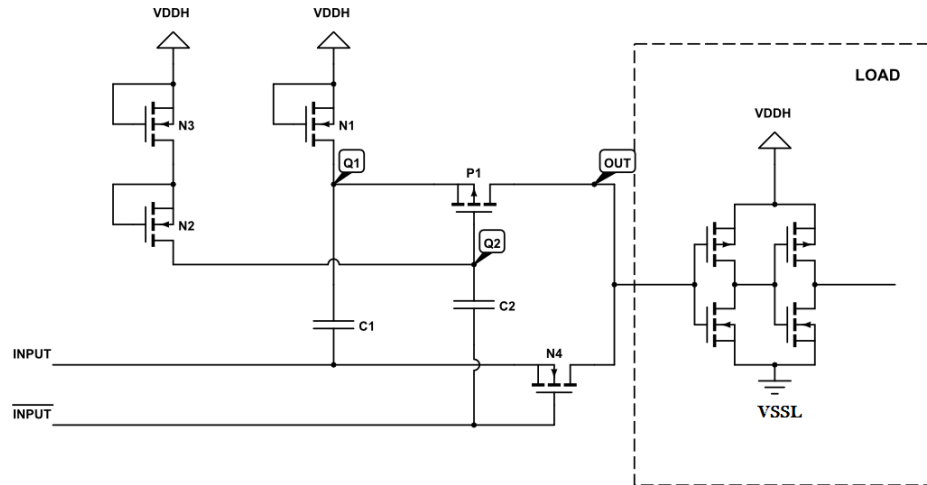 VDDH
VDDH
LOAD
VDDH
N3
N1
Q1
P1
OUT
N2
Q2
C1
C2
INPUT
N4
INPUT
VSSL